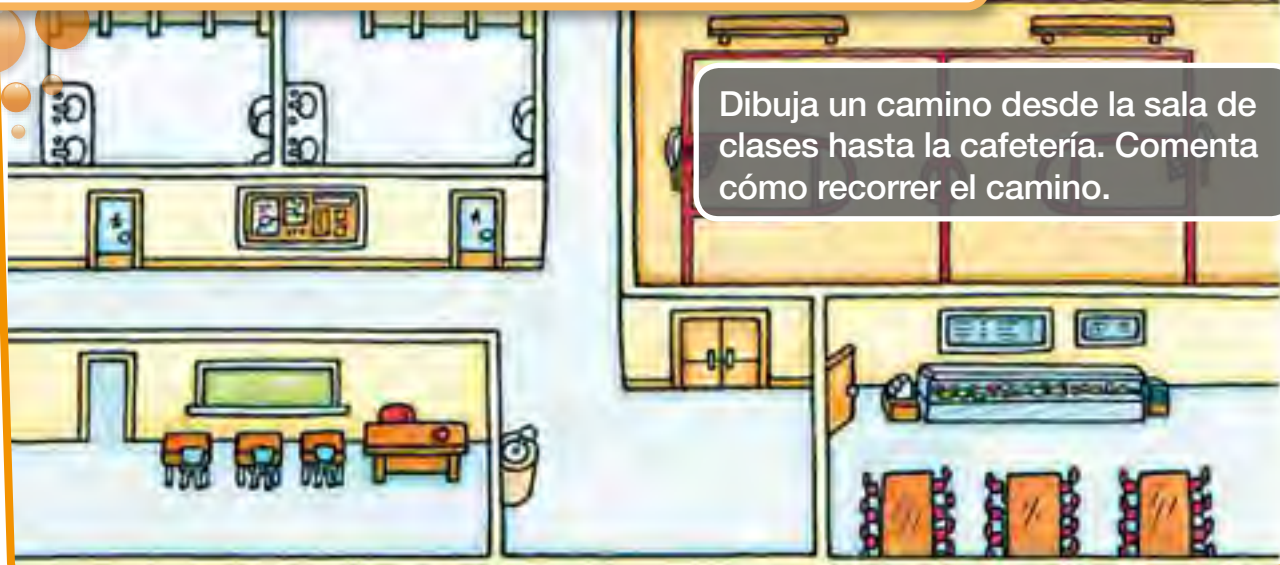 Dibuja un camino desde la sala de
clases hasta la cafetería. Comenta
cómo recorrer el camino.